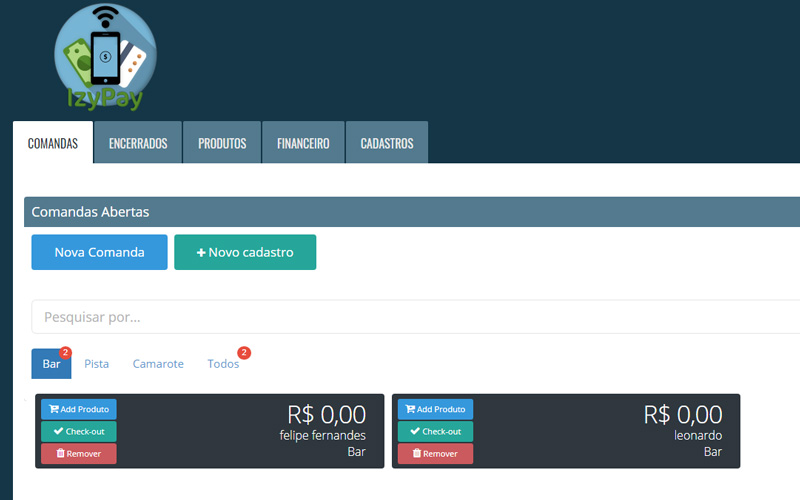 IzyPay
COMANDAS ENCERRADOS PRODUTOS FINANCEIRO CADASTROS
Comandas Abertas
Nova Comanda + Novo cadastro
Pesquisar por...
Bar 2 Pista Camarote Todos 2
Add Produto R$ 0,00 Add Produto R$ 0,00
Check-out felipe fernandes Check-out leonardo
Remover Bar Remover Bar